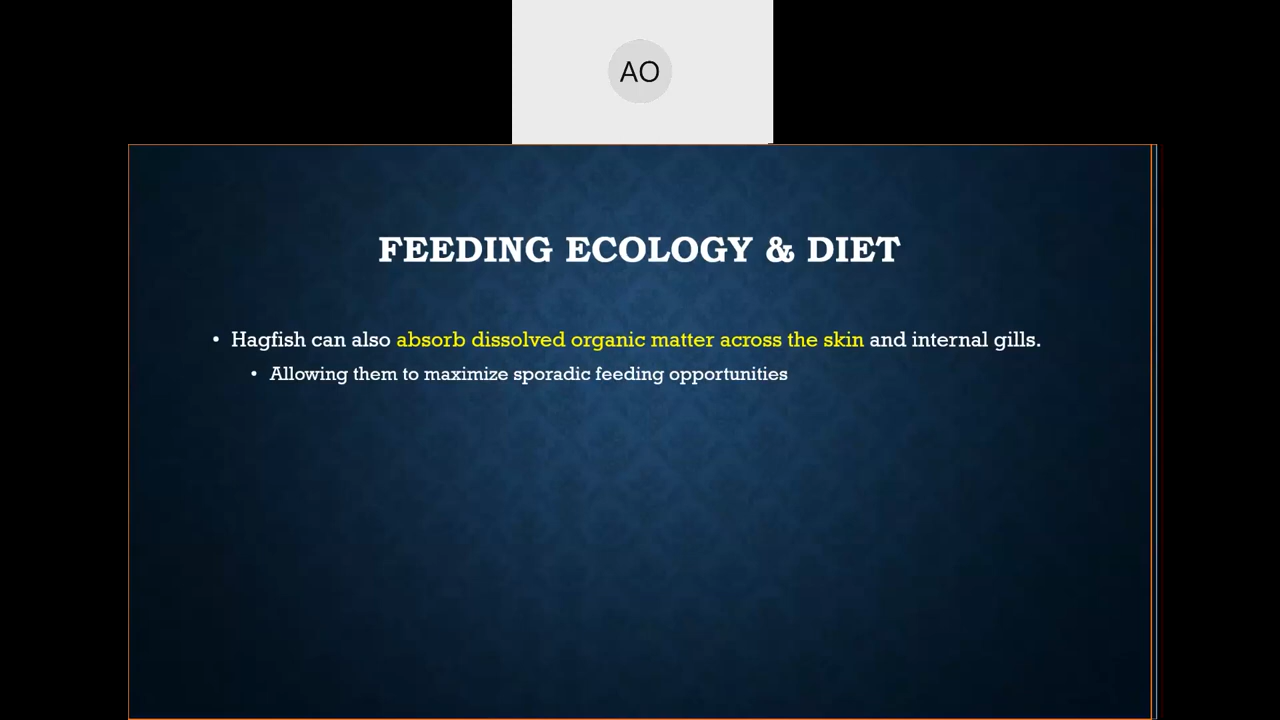 AO
FEEDING ECOLOGY & DIET
• Hagfish can also absorb dissolved organic matter across the skin and internal gills.
• Allowing them to maximize sporadic feeding opportunities